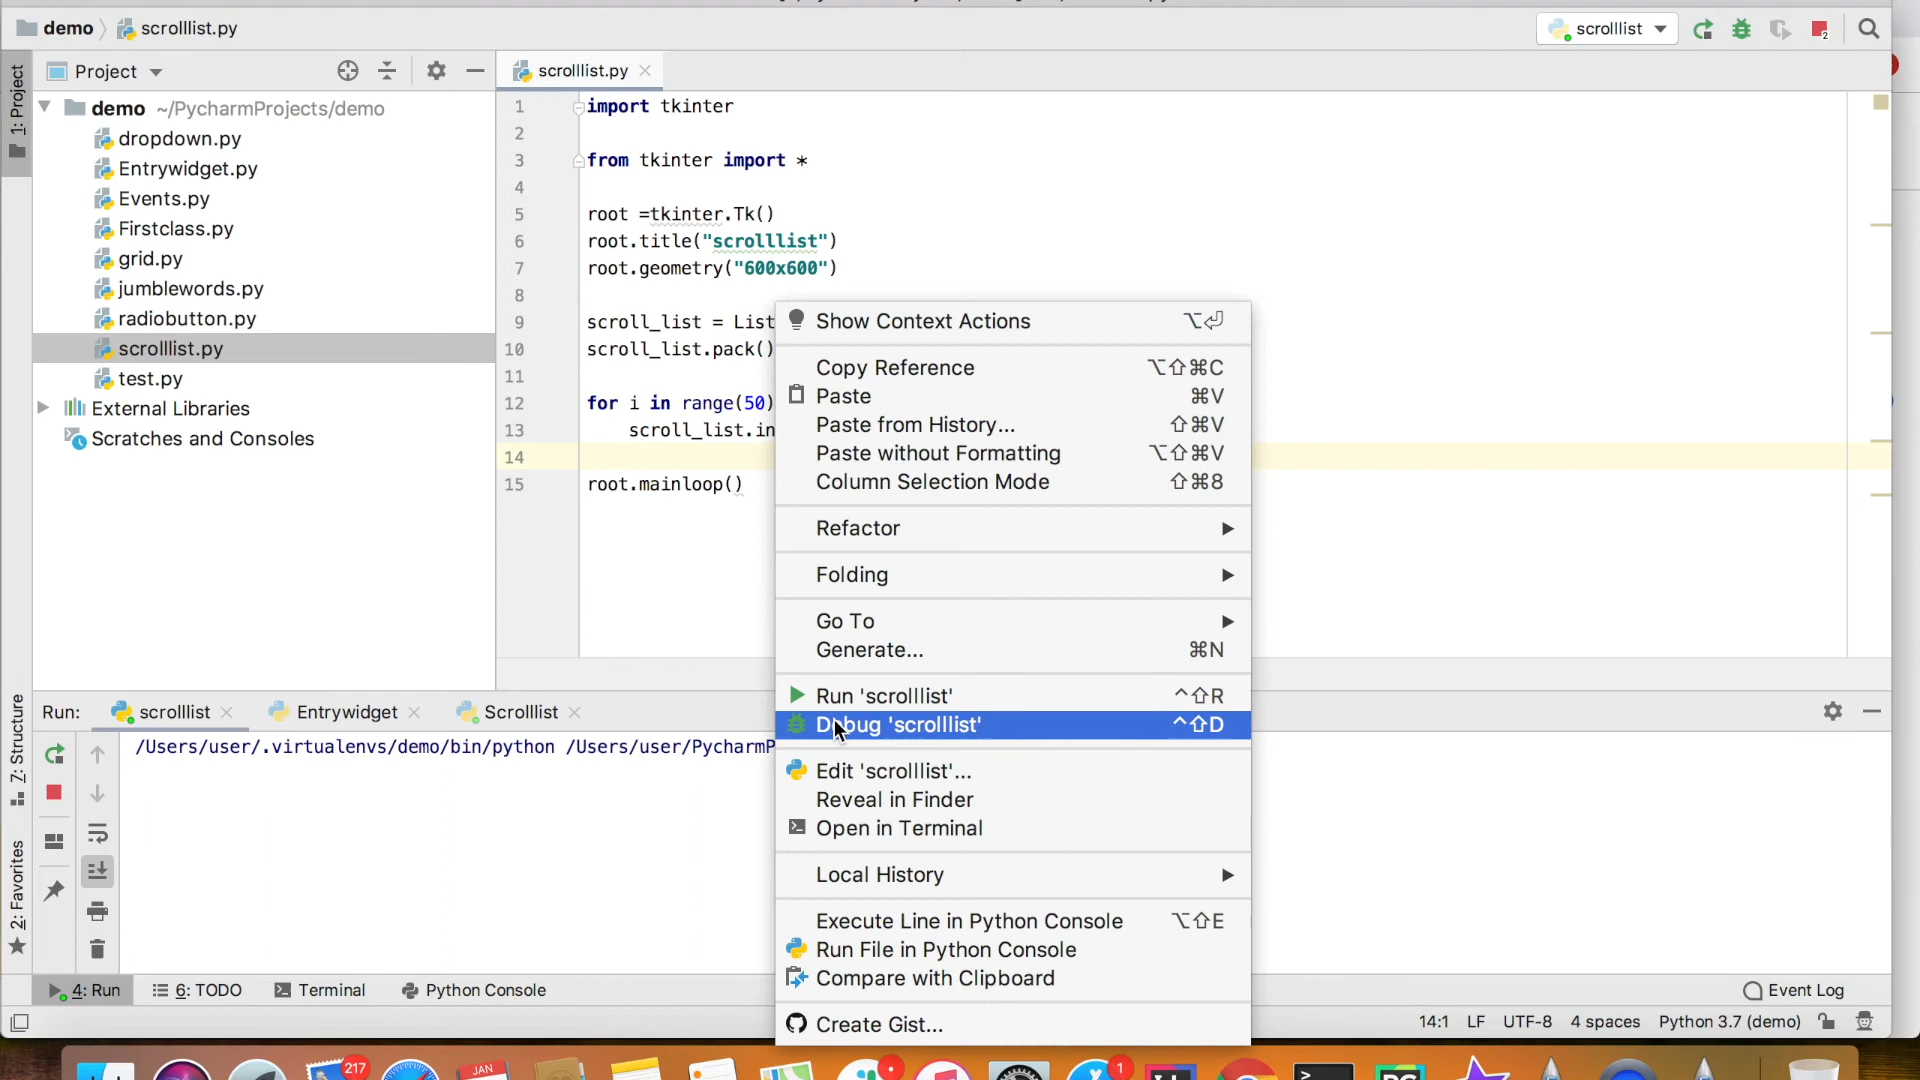 demo scrolllist.py
scrolllist
2
1: Project
Project
scrolllist.py
demo ~/PycharmProjects/demo
dropdown.py
Entrywidget.py
Events.py
Firstclass.py
grid.py
jumblewords.py
radiobutton.py
scrolllist.py
test.py
External Libraries
Scratches and Consoles
1 import tkinter
2
3 from tkinter import *
4
5 root =tkinter.Tk()
6 root.title("scrolllist")
7 root.geometry("600x600")
8
9 scroll_list = List
10 scroll_list.pack()
11
12 for i in range(50)
13 scroll_list.in
14
15 root.mainloop()
Show Context Actions ⌥⏎
Copy Reference ⌥⇧⌘C
Paste ⌘V
Paste from History... ⇧⌘V
Paste without Formatting ⌥⇧⌘V
Column Selection Mode ⇧⌘8
Refactor
Folding
Go To
Generate... ⌘N
Run 'scrolllist' ^⇧R
Debug 'scrolllist' ^⇧D
Edit 'scrolllist'...
Reveal in Finder
Open in Terminal
Local History
Execute Line in Python Console ⌥⇧E
Run File in Python Console
Compare with Clipboard
Create Gist...
7: Structure
2: Favorites
Run: scrolllist Entrywidget Scrolllist
/Users/user/.virtualenvs/demo/bin/python /Users/user/PycharmP
4: Run 6: TODO Terminal Python Console Event Log
14:1 LF UTF-8 4 spaces Python 3.7 (demo)
217
JAN
1